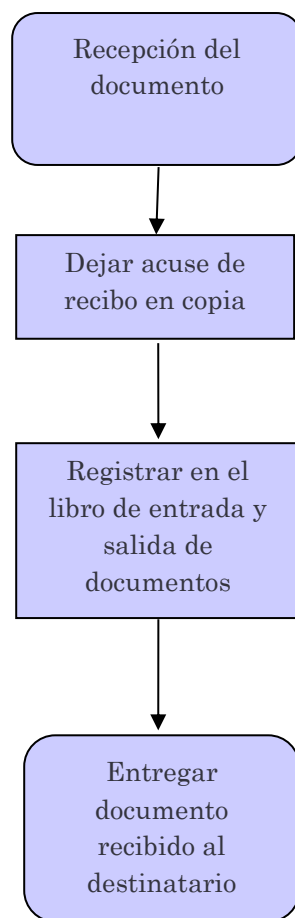 Recepción del
documento
Dejar acuse de
recibo en copia
Registrar en el
libro de entrada y
salida de
documentos
Entregar
documento
recibido al
destinatario